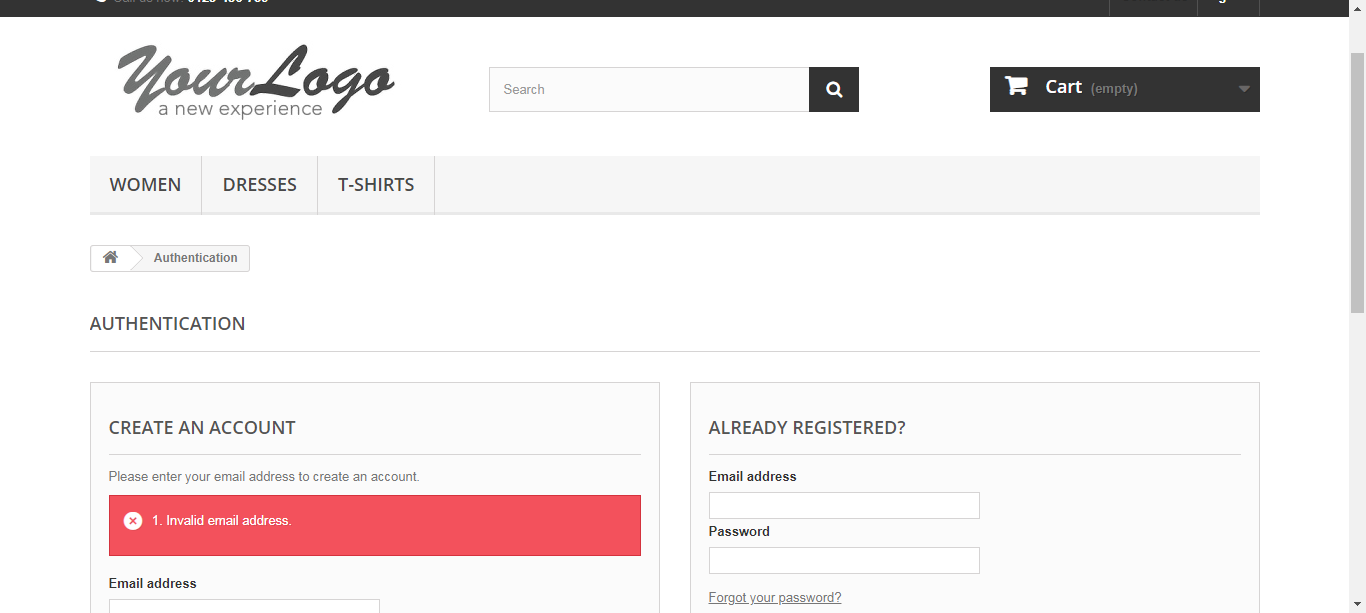 YourLogo
a new experience
Search
Cart (empty)
WOMEN DRESSES T-SHIRTS
Authentication
AUTHENTICATION
CREATE AN ACCOUNT
Please enter your email address to create an account.
1. Invalid email address.
Email address
ALREADY REGISTERED?
Email address
Password
Forgot your password?